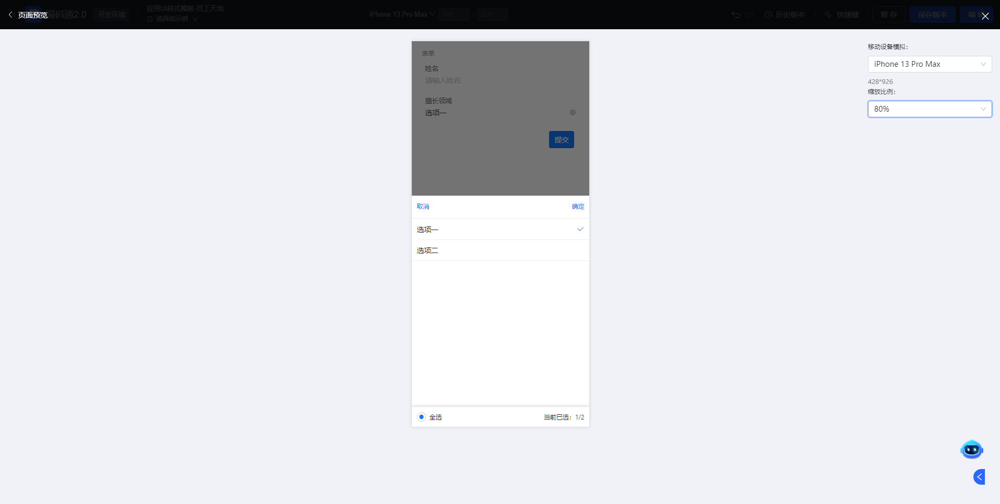 页面预览
编码通2.0
开发环境
应用UI样式模板-员工天地
选择组示例
iPhone 13 Pro Max
428
x
926
历史版本
快捷键
暂 存
保存版本
移动设备模拟：
iPhone 13 Pro Max
428*926
缩放比例：
80%
表单
姓名
请输入姓名
擅长领域
选项一
提交
取消
确定
选项一
选项二
全选
当前已选：1/2